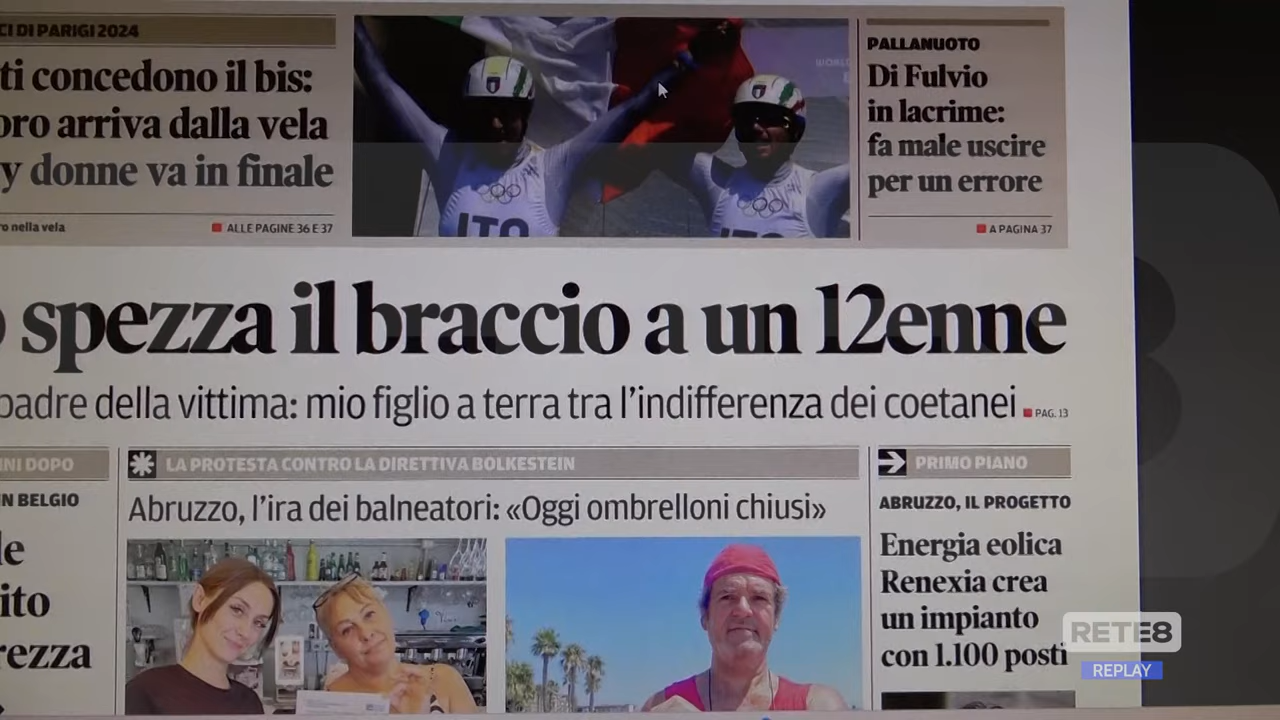 CI DI PARIGI 2024
ti concedono il bis:
oro arriva dalla vela
y donne va in finale
ro nella vela
ALLE PAGINE 36 E 37
ITA
PALLANUOTO
Di Fulvio
in lacrime:
fa male uscire
per un errore
A PAGINA 37
o spezza il braccio a un 12enne
padre della vittima: mio figlio a terra tra l'indifferenza dei coetanei
PAG. 13
NI DOPO
IN BELGIO
le
ito
rezza
LA PROTESTA CONTRO LA DIRETTIVA BOLKESTEIN
Abruzzo, l'ira dei balneatori: «Oggi ombrelloni chiusi»
PRIMO PIANO
ABRUZZO, IL PROGETTO
Energia eolica
Renexia crea
un impianto
con 1.100 posti
RETE8
REPLAY